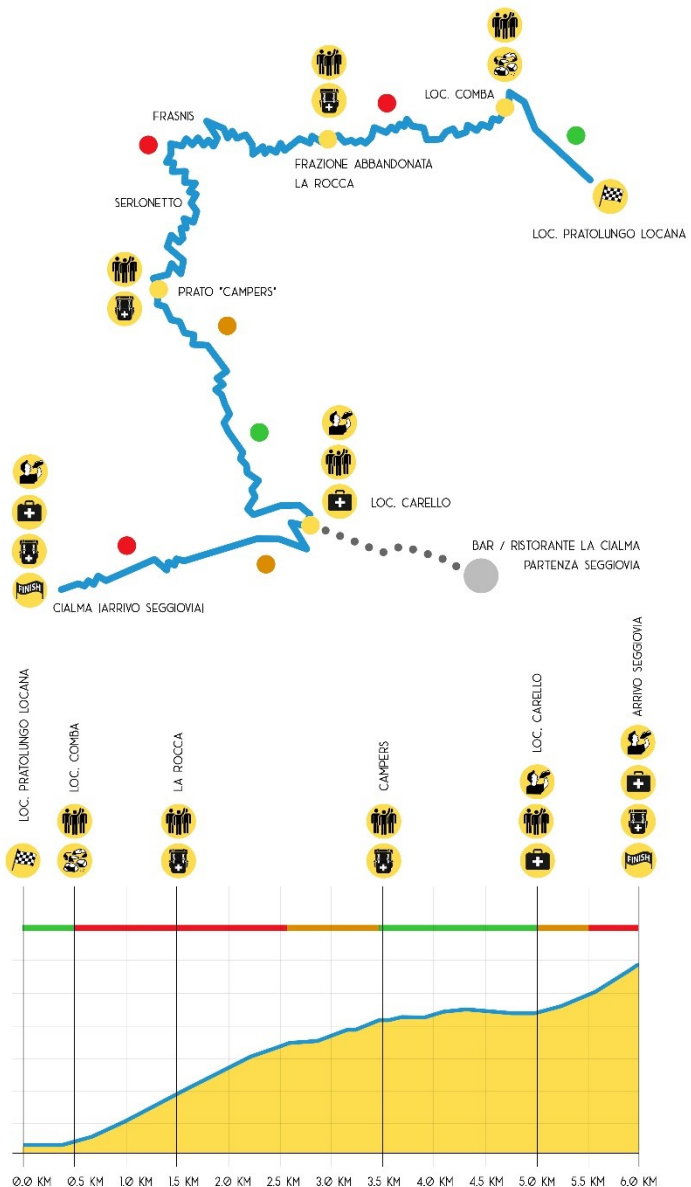 LOC. COMBA
FRASNIS
FRAZIONE ABBANDONATA
LA ROCCA
SERLONETTO
LOC. PRATOLUNGO LOCANA
PRATO "CAMPERS"
LOC. CARELLO
BAR / RISTORANTE LA CIALMA
PARTENZA SEGGIOVIA
FINISH
CIALMA (ARRIVO SEGGIOVIA)
LOC. PRATOLUNGO LOCANA
LOC. COMBA
LA ROCCA
CAMPERS
LOC. CARELLO
ARRIVO SEGGIOVIA
FINISH
0.0 KM 0.5 KM 1.0 KM 1.5 KM 2.0 KM 2.5 KM 3.0 KM 3.5 KM 4.0 KM 4.5 KM 5.0 KM 5.5 KM 6.0 KM